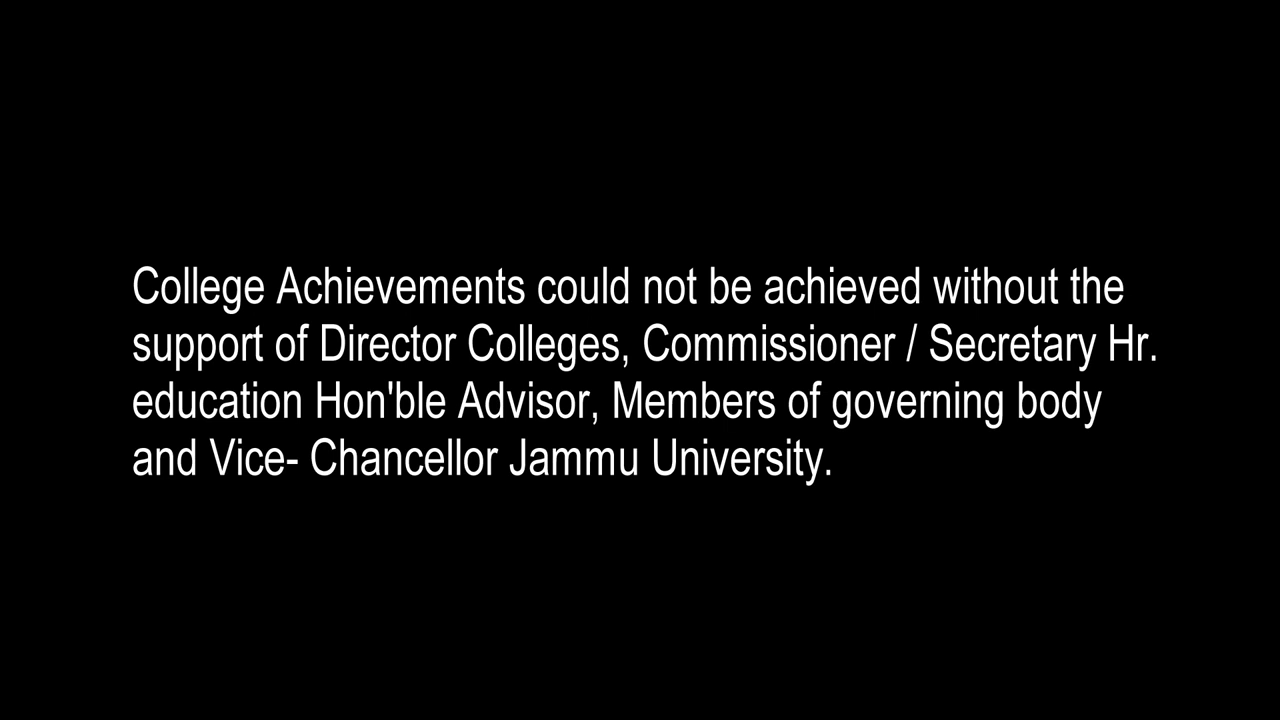 College Achievements could not be achieved without the
support of Director Colleges, Commissioner / Secretary Hr.
education Hon'ble Advisor, Members of governing body
and Vice- Chancellor Jammu University.